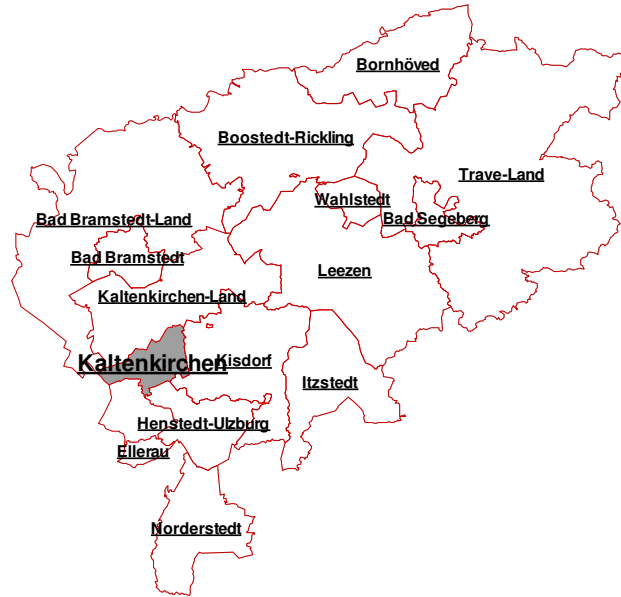 Bornhöved
Boostedt-Rickling
Trave-Land
Wahlstedt
Bad Bramstedt-Land
Bad Segeberg
Bad Bramstedt
Leezen
Kaltenkirchen-Land
Kaltenkirchen
Kisdorf
Itzstedt
Henstedt-Ulzburg
Ellerau
Norderstedt